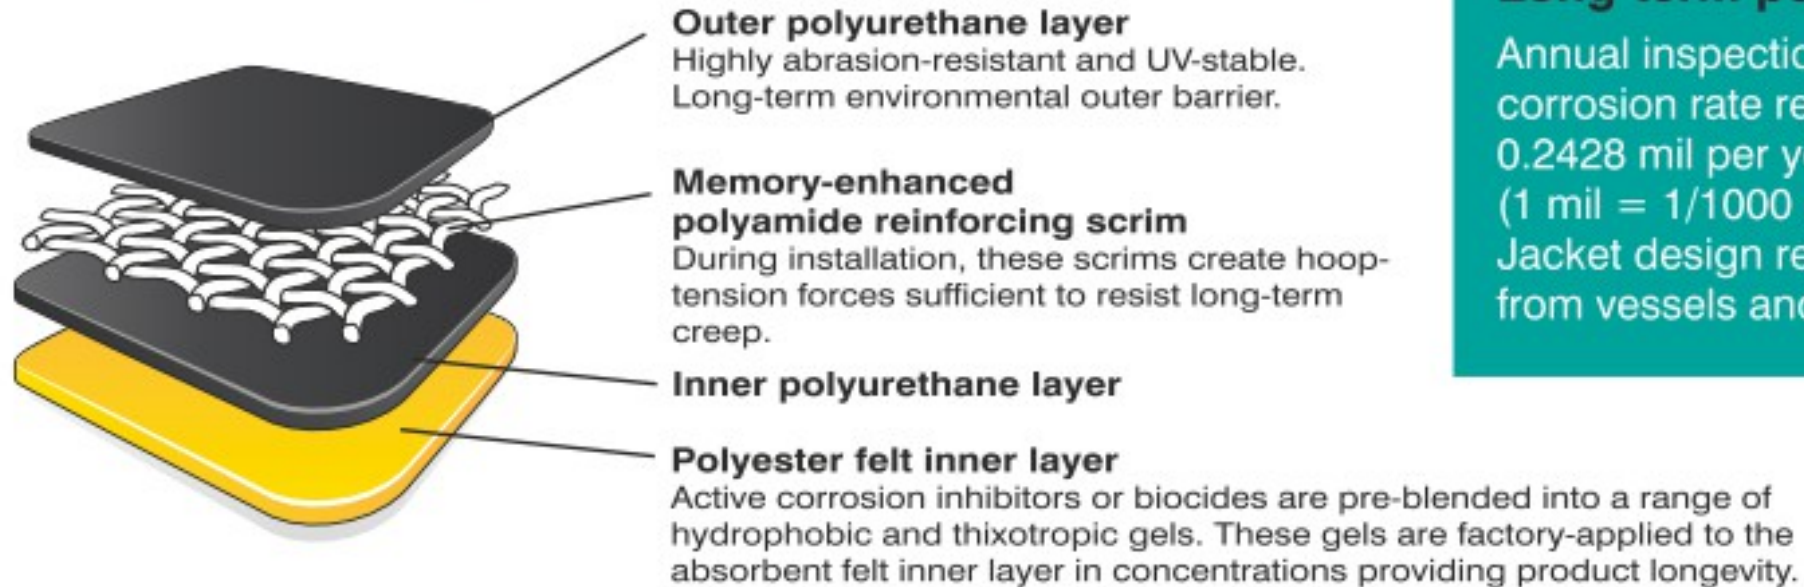 Outer polyurethane layer
Highly abrasion-resistant and UV-stable.
Long-term environmental outer barrier.
Memory-enhanced
polyamide reinforcing scrim
During installation, these scrims create hoop-
tension forces sufficient to resist long-term
creep.
Inner polyurethane layer
Polyester felt inner layer
Active corrosion inhibitors or biocides are pre-blended into a range of
hydrophobic and thixotropic gels. These gels are factory-applied to the
absorbent felt inner layer in concentrations providing product longevity.
Long-term
Annual
corrosion rate
0.2428 mil per
(1 mil = 1/1000
Jacket design
from vessels